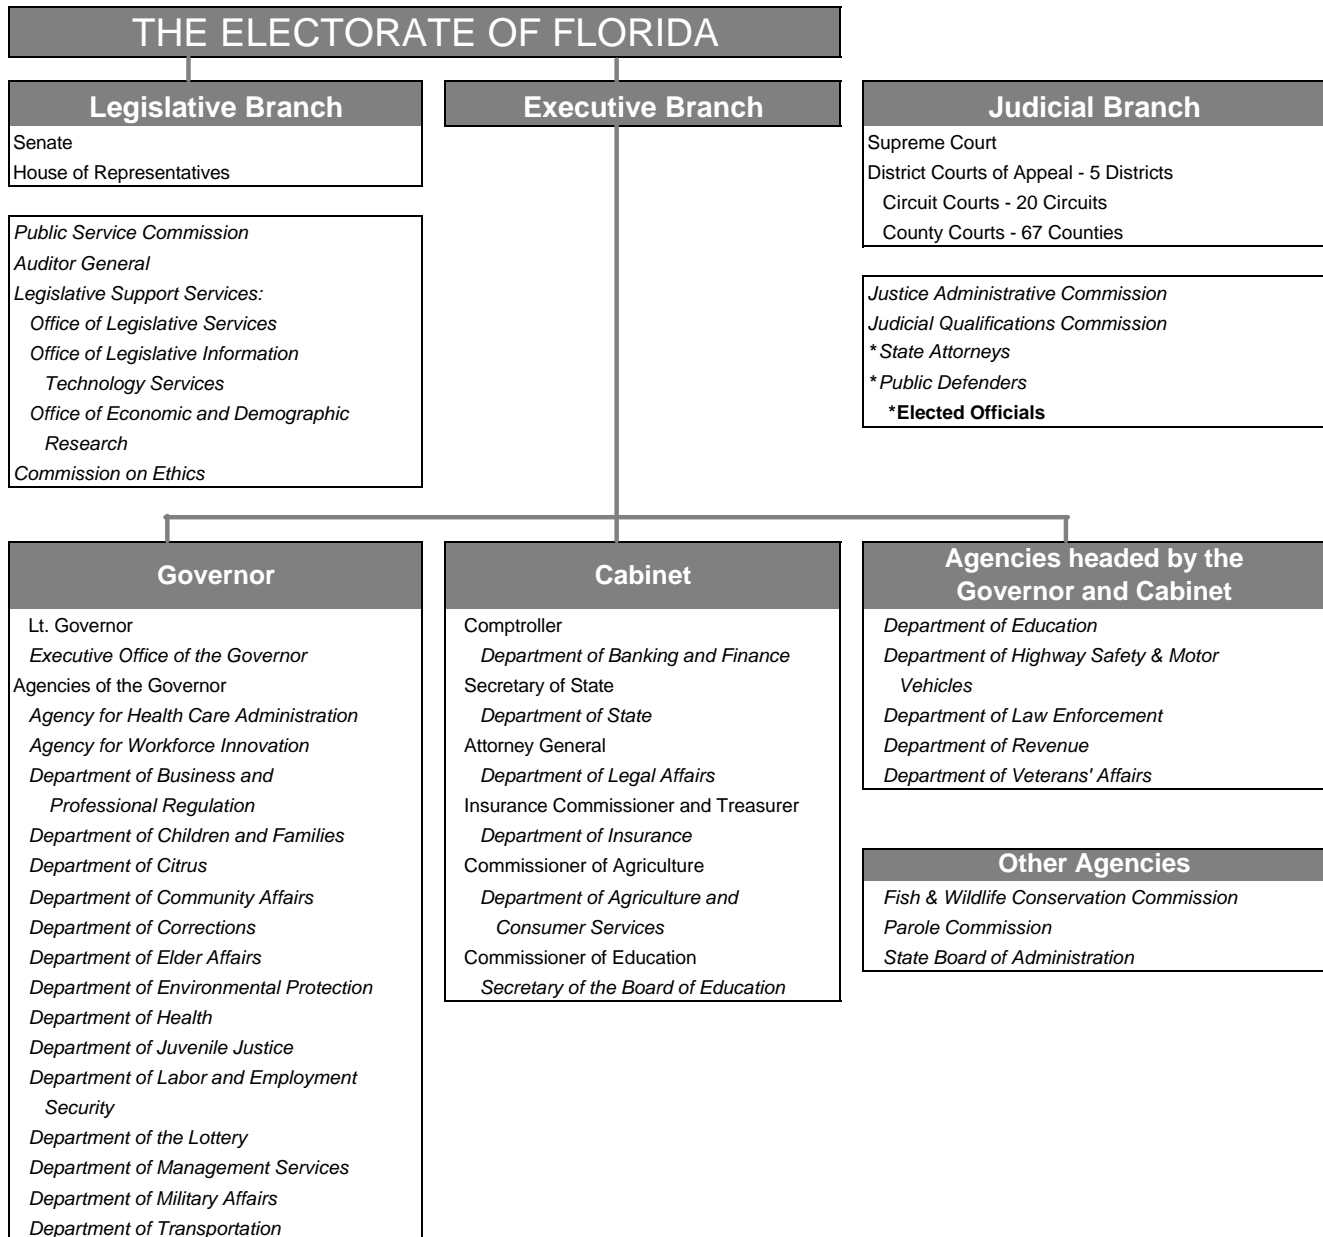 THE ELECTORATE OF FLORIDA
Legislative Branch
Senate
House of Representatives
Public Service Commission
Auditor General
Legislative Support Services:
Office of Legislative Services
Office of Legislative Information
Technology Services
Office of Economic and Demographic
Research
Commission on Ethics
Executive Branch
Judicial Branch
Supreme Court
District Courts of Appeal - 5 Districts
Circuit Courts - 20 Circuits
County Courts - 67 Counties
Justice Administrative Commission
Judicial Qualifications Commission
*State Attorneys
*Public Defenders
*Elected Officials
Governor
Lt. Governor
Executive Office of the Governor
Agencies of the Governor
Agency for Health Care Administration
Agency for Workforce Innovation
Department of Business and
Professional Regulation
Department of Children and Families
Department of Citrus
Department of Community Affairs
Department of Corrections
Department of Elder Affairs
Department of Environmental Protection
Department of Health
Department of Juvenile Justice
Department of Labor and Employment
Security
Department of the Lottery
Department of Management Services
Department of Military Affairs
Department of Transportation
Cabinet
Comptroller
Department of Banking and Finance
Secretary of State
Department of State
Attorney General
Department of Legal Affairs
Insurance Commissioner and Treasurer
Department of Insurance
Commissioner of Agriculture
Department of Agriculture and
Consumer Services
Commissioner of Education
Secretary of the Board of Education
Agencies headed by the
Governor and Cabinet
Department of Education
Department of Highway Safety & Motor
Vehicles
Department of Law Enforcement
Department of Revenue
Department of Veterans' Affairs
Other Agencies
Fish & Wildlife Conservation Commission
Parole Commission
State Board of Administration